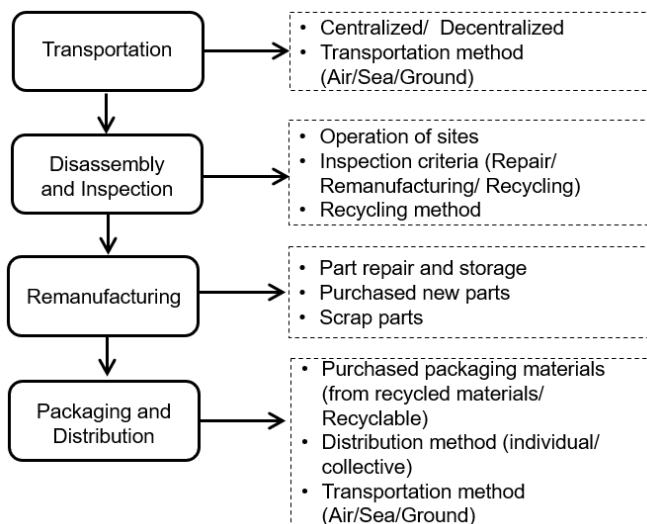 Transportation
• Centralized/ Decentralized
• Transportation method
(Air/Sea/Ground)
Disassembly
and Inspection
• Operation of sites
• Inspection criteria (Repair/
Remanufacturing/ Recycling)
• Recycling method
Remanufacturing
• Part repair and storage
• Purchased new parts
• Scrap parts
Packaging and
Distribution
• Purchased packaging materials
(from recycled materials/
Recyclable)
• Distribution method (individual/
collective)
• Transportation method
(Air/Sea/Ground)